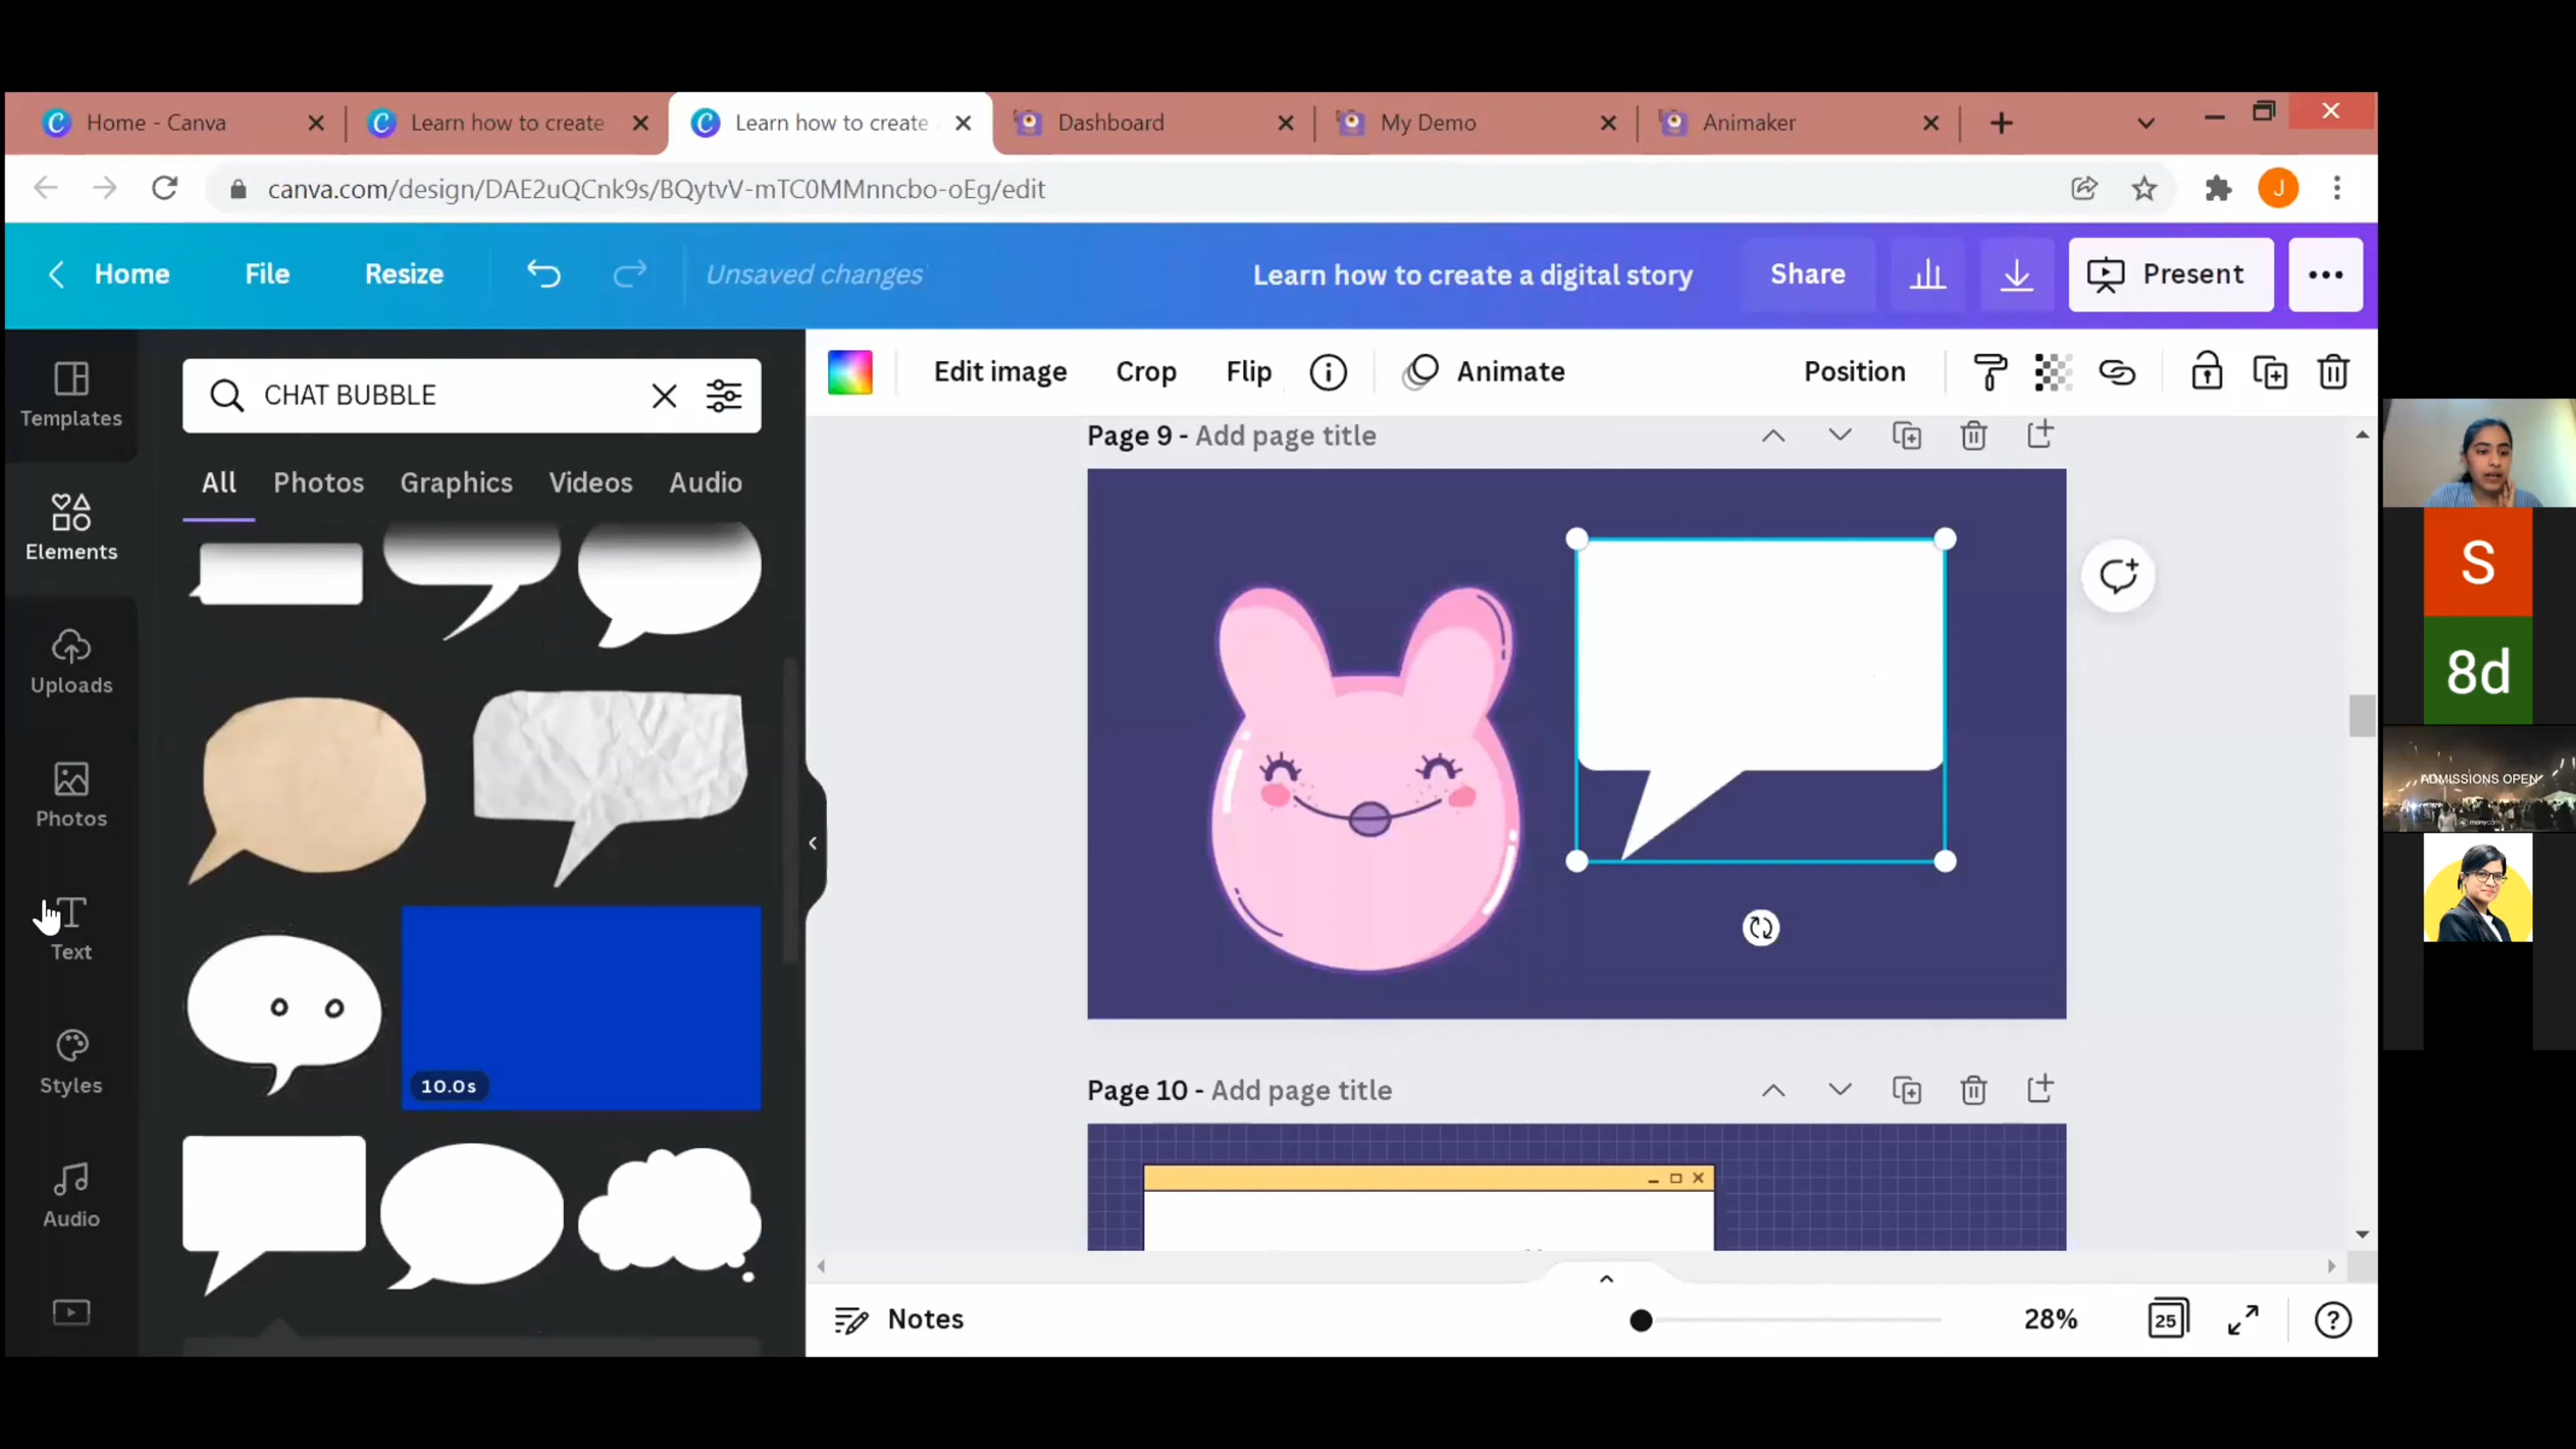 Home - Canva
Learn how to create
Learn how to create
Dashboard
My Demo
Animaker
canva.com/design/DAE2uQCnk9s/BQytvV-mTC0MMnncbo-oEg/edit
J
Home File Resize Unsaved changes Learn how to create a digital story Share Present
CHAT BUBBLE
Edit image Crop Flip Animate Position
Templates
All Photos Graphics Videos Audio
Page 9 - Add page title
Elements
Uploads
Photos
Text
Styles
Audio
10.0s
Page 10 - Add page title
Notes
28%
25
S
8d
ADMISSIONS OPEN